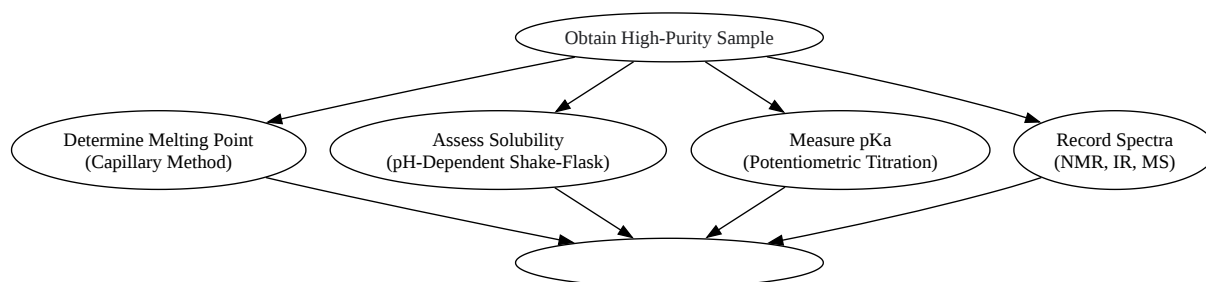 Obtain High-Purity Sample
Determine Melting Point
(Capillary Method)
Assess Solubility
(pH-Dependent Shake-Flask)
Measure pKa
(Potentiometric Titration)
Record Spectra
(NMR, IR, MS)